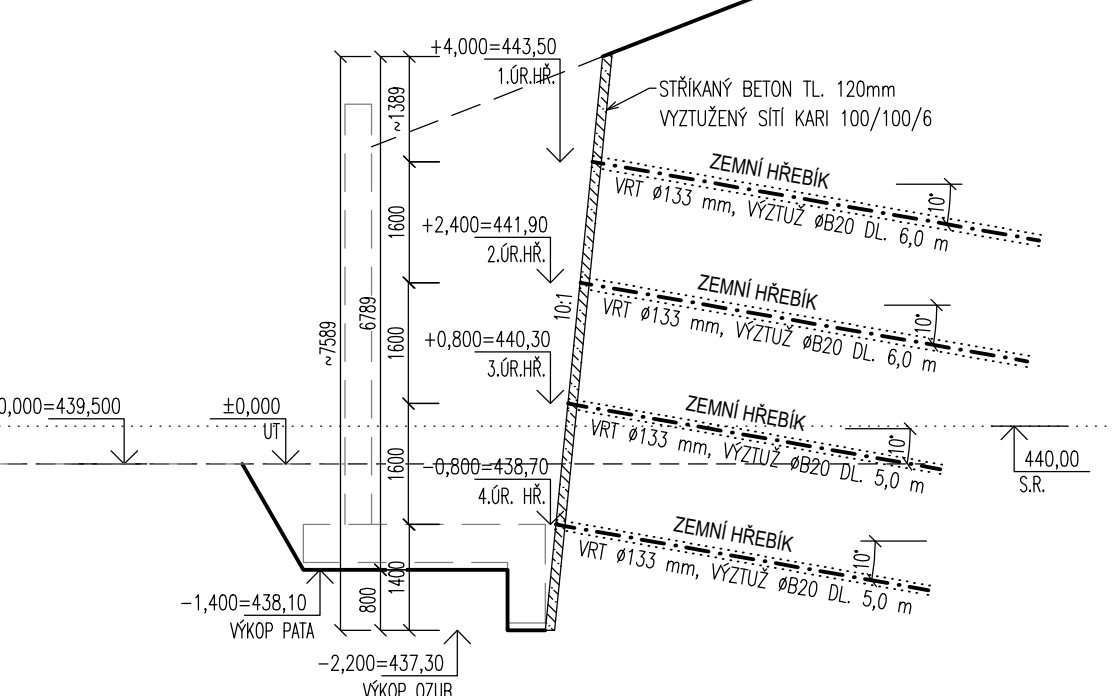 +4,000=443,50
1.ÚR.HŘ.
STŘÍKANÝ BETON TL. 120mm
VYZTUŽENÝ SÍTÍ KARI 100/100/6
~1389
ZEMNÍ HŘEBÍK
VRT ø133 mm, VÝZTUŽ øB20 DL. 6,0 m
10°
1600
+2,400=441,90
2.ÚR.HŘ.
ZEMNÍ HŘEBÍK
VRT ø133 mm, VÝZTUŽ øB20 DL. 6,0 m
10°
10:1
~7589
6789
1600
+0,800=440,30
3.ÚR.HŘ.
ZEMNÍ HŘEBÍK
VRT ø133 mm, VÝZTUŽ øB20 DL. 5,0 m
10°
0,000=439,500
±0,000
UT
440,00
S.R.
1600
-0,800=438,70
4.ÚR. HŘ.
ZEMNÍ HŘEBÍK
VRT ø133 mm, VÝZTUŽ øB20 DL. 5,0 m
10°
1400
800
-1,400=438,10
VÝKOP PATA
-2,200=437,30
VÝKOP OZUB